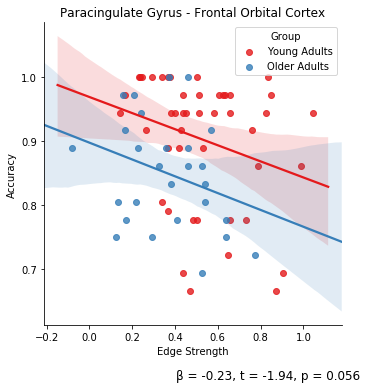 Paracingulate Gyrus - Frontal Orbital Cortex
Group
Young Adults
Older Adults
Accuracy
1.0
0.9
0.8
0.7
−0.2 0.0 0.2 0.4 0.6 0.8 1.0
Edge Strength
β = -0.23, t = -1.94, p = 0.056